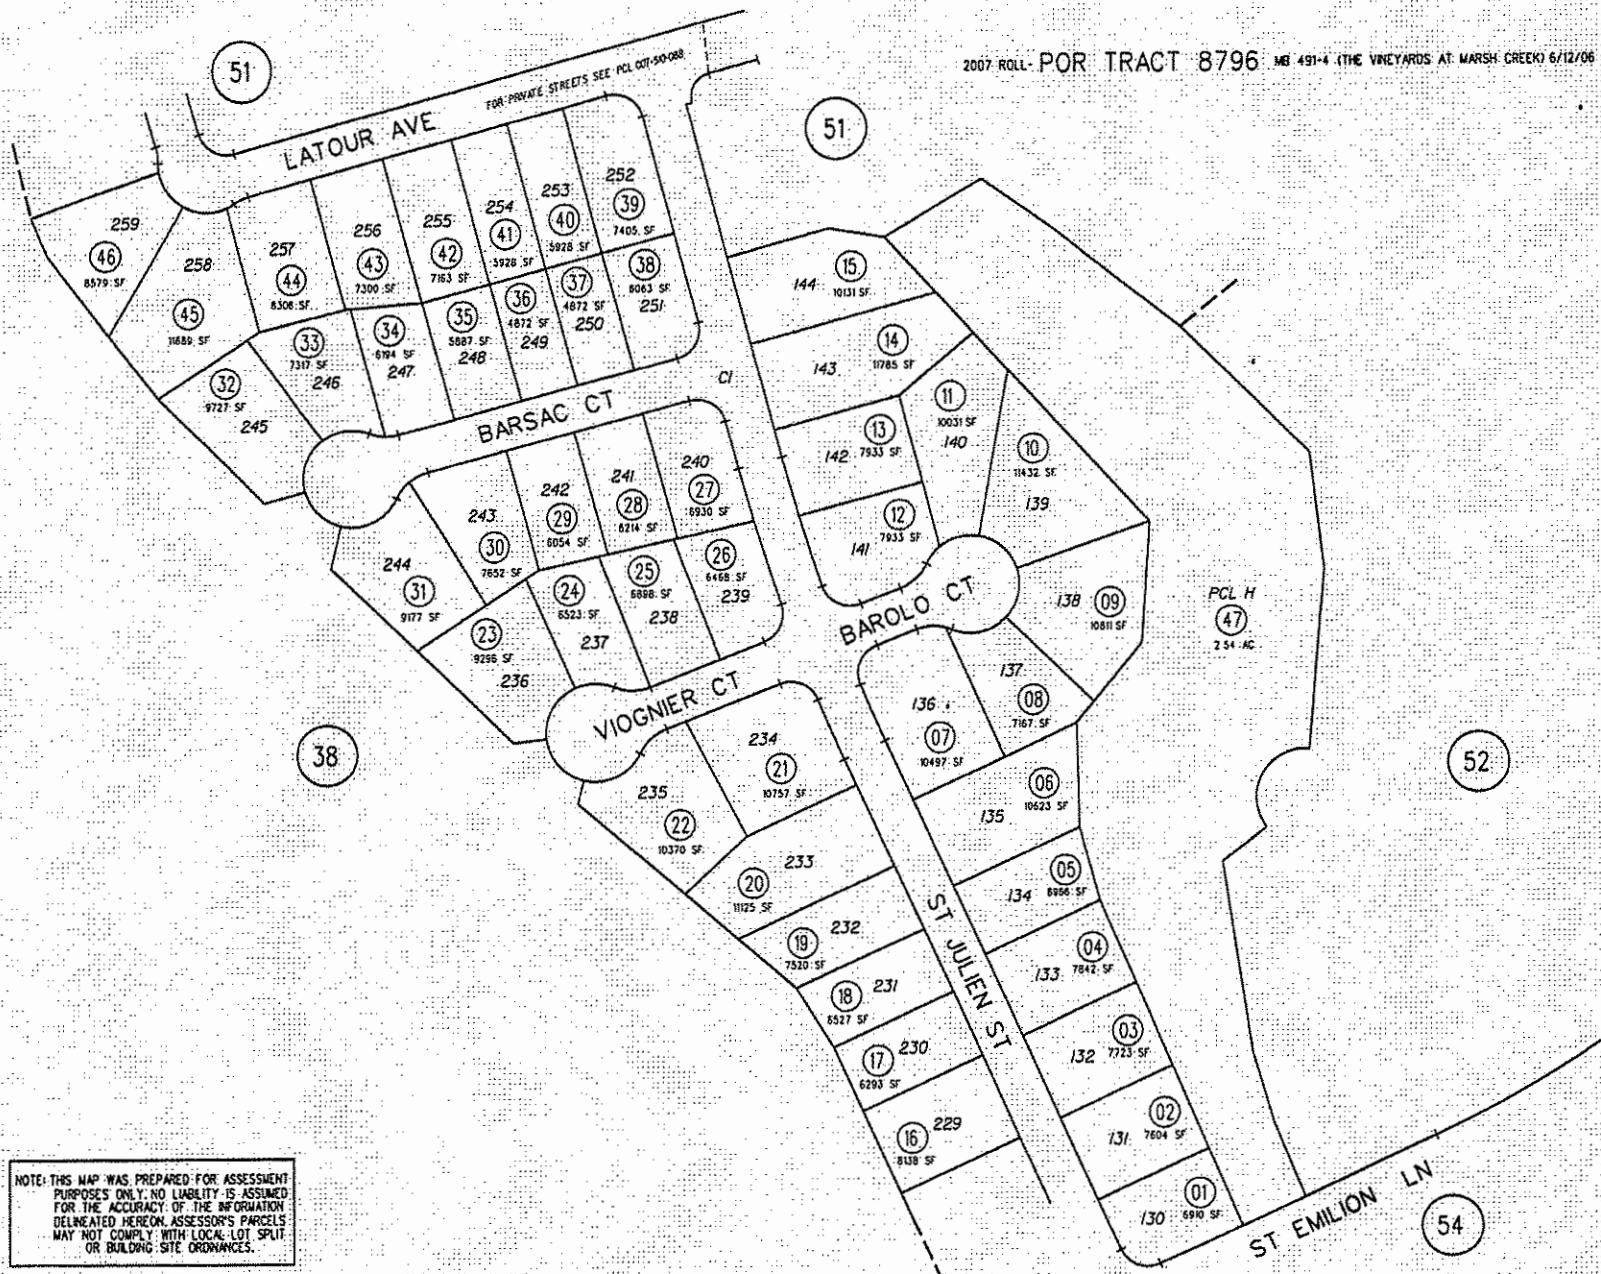 2007 ROLL- POR TRACT 8796 MB 491-4 (THE VINEYARDS AT MARSH CREEK) 6/12/06
51
51
FOR PRIVATE STREETS SEE PCL 007-510-088
LATOUR AVE
259
46
8579 SF
258
45
11689 SF
257
44
8306 SF
256
43
7300 SF
255
42
7163 SF
254
41
5928 SF
253
40
5928 SF
252
39
7405 SF
38
6063 SF
251
37
4872 SF
250
36
4872 SF
249
35
5887 SF
248
34
6194 SF
247
33
7317 SF
246
32
9727 SF
245
BARSAC CT
CI
144
15
10131 SF
143
14
11785 SF
142
13
7933 SF
141
12
7933 SF
11
10031 SF
140
10
11432 SF
139
138
09
10811 SF
BAROLO CT
PCL H
47
2.54 AC
240
27
6930 SF
241
28
6214 SF
242
29
6054 SF
243
30
7652 SF
244
31
9177 SF
26
6468 SF
239
25
6898 SF
238
24
6523 SF
237
23
9296 SF
236
VIOGNIER CT
137
08
7167 SF
136
07
10497 SF
135
06
10623 SF
134
05
6966 SF
133
04
7842 SF
132
03
7723 SF
131
02
7604 SF
130
01
6910 SF
234
21
10757 SF
235
22
10370 SF
233
20
11125 SF
232
19
7520 SF
231
18
6527 SF
230
17
6293 SF
229
16
8138 SF
ST JULIEN ST
ST EMILION LN
38
52
54
NOTE: THIS MAP WAS PREPARED FOR ASSESSMENT
PURPOSES ONLY. NO LIABILITY IS ASSUMED
FOR THE ACCURACY OF THE INFORMATION
DELINEATED HEREON. ASSESSOR'S PARCELS
MAY NOT COMPLY WITH LOCAL LOT SPLIT
OR BUILDING SITE ORDINANCES.